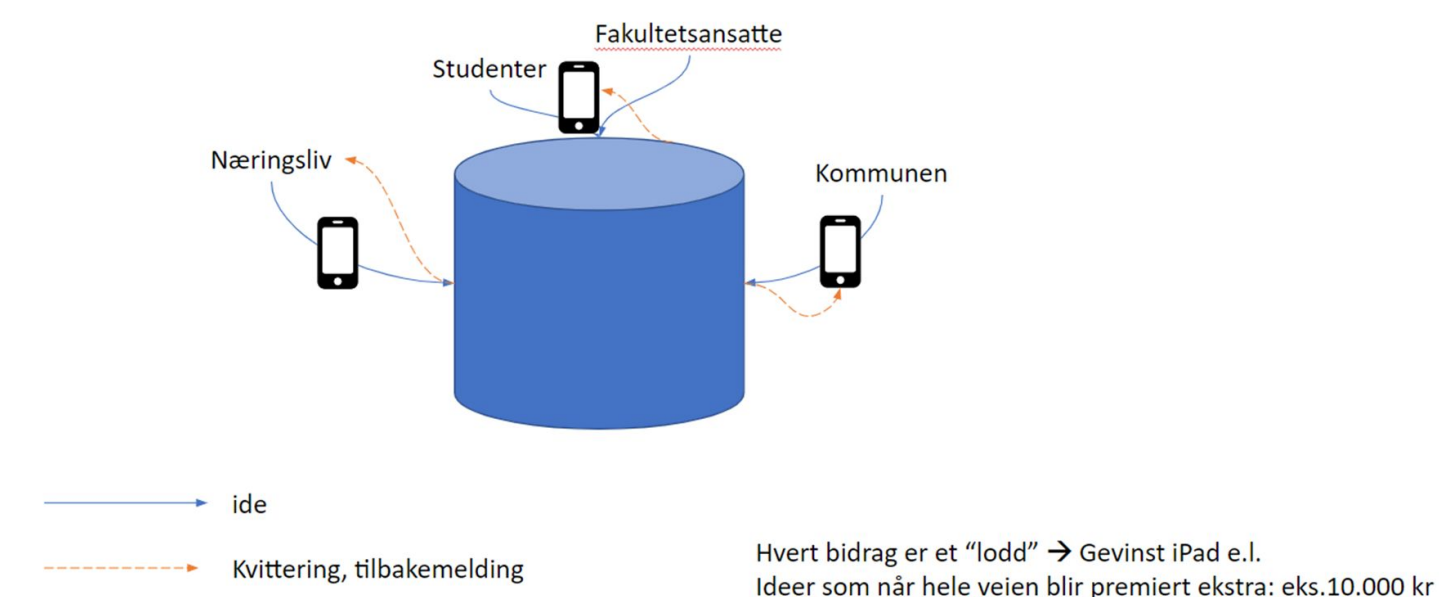 Fakultetsansatte
Studenter
Næringsliv
Kommunen
ide
Kvittering, tilbakemelding
Hvert bidrag er et “lodd” → Gevinst iPad e.l.
Ideer som når hele veien blir premiert ekstra: eks.10.000 kr